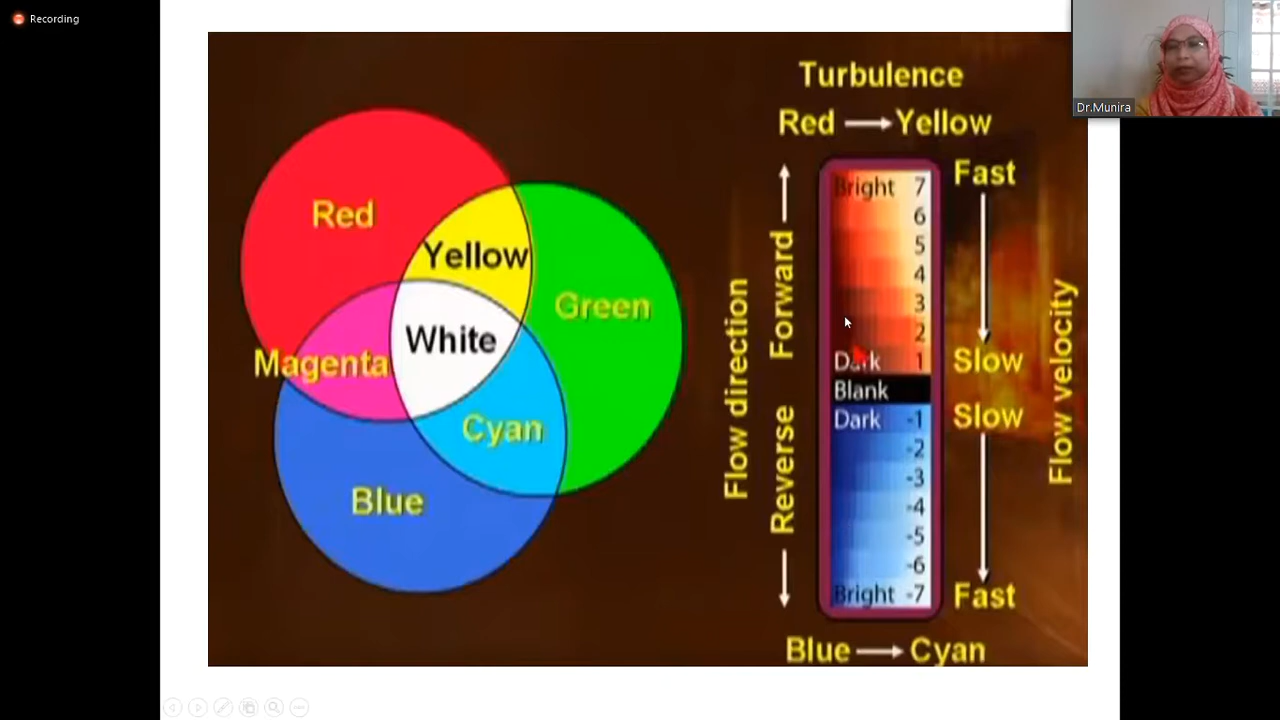 Recording
Dr.Munira
Red
Yellow
Green
White
Magenta
Cyan
Blue
Turbulence
Red → Yellow
Flow direction
Forward
Reverse
Bright 7
6
5
4
3
2
Dark 1
Blank
Dark -1
-2
-3
-4
-5
-6
Bright -7
Fast
Slow
Slow
Fast
Flow velocity
Blue → Cyan